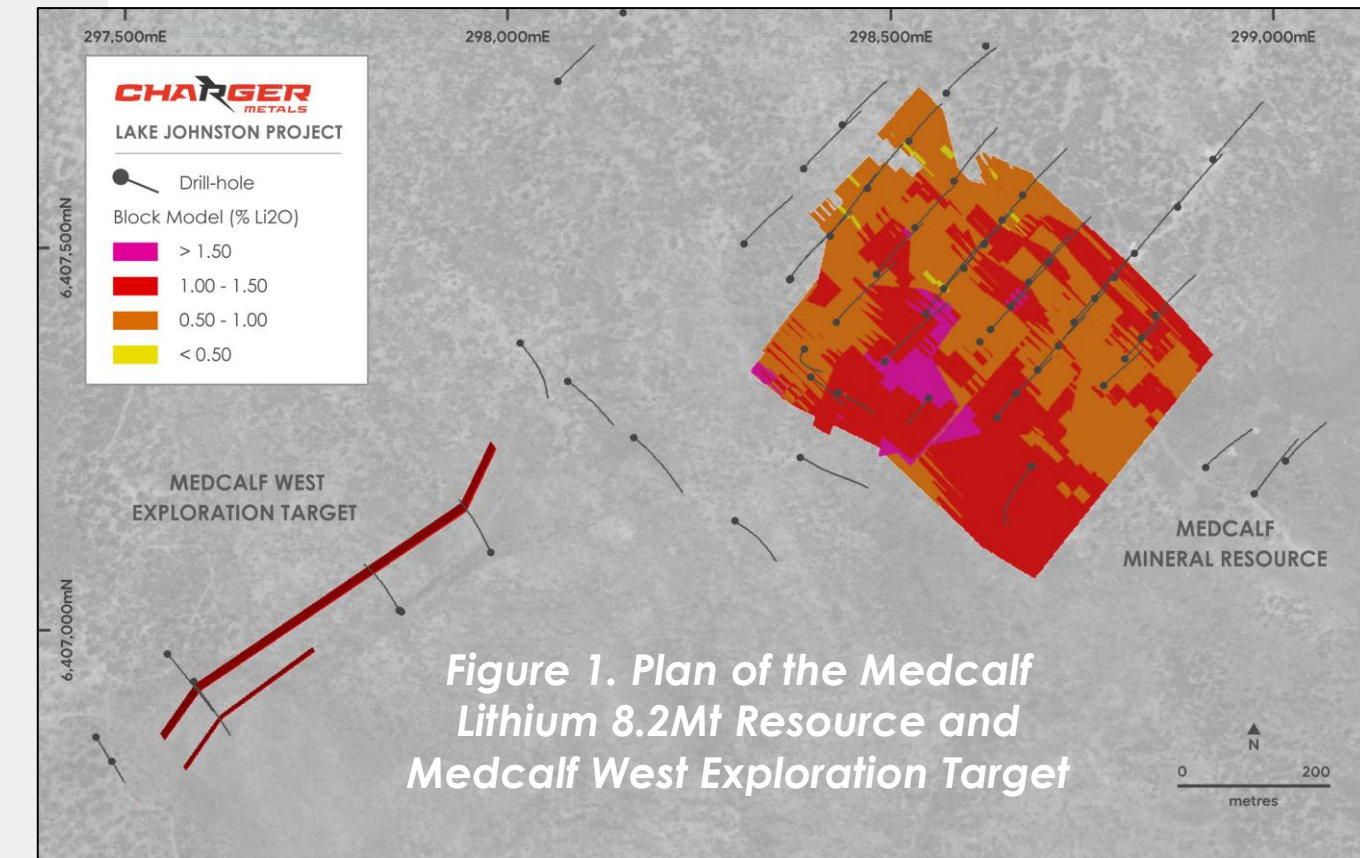 297,500mE
298,000mE
298,500mE
299,000mE
CHARGER
METALS
LAKE JOHNSTON PROJECT
Drill-hole
Block Model (% Li2O)
> 1.50
1.00 - 1.50
0.50 - 1.00
< 0.50
6,407,500mN
MEDCALF WEST
EXPLORATION TARGET
MEDCALF
MINERAL RESOURCE
6,407,000mN
Figure 1. Plan of the Medcalf
Lithium 8.2Mt Resource and
Medcalf West Exploration Target
N
0 200
metres